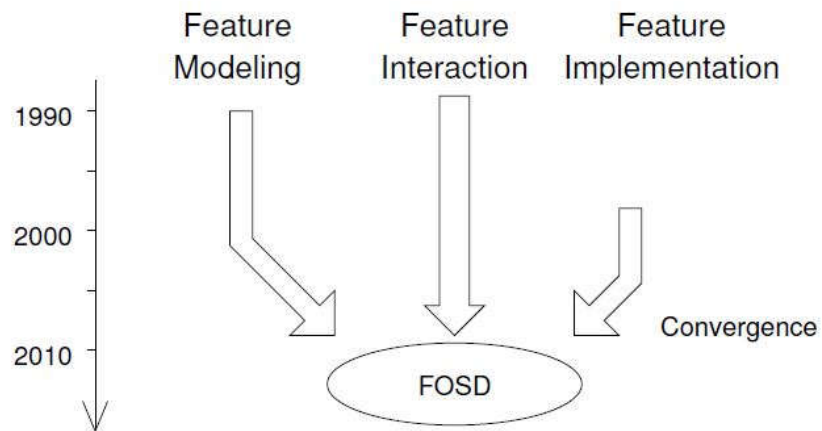 Feature
Modeling
Feature
Interaction
Feature
Implementation
1990
2000
Convergence
2010
FOSD